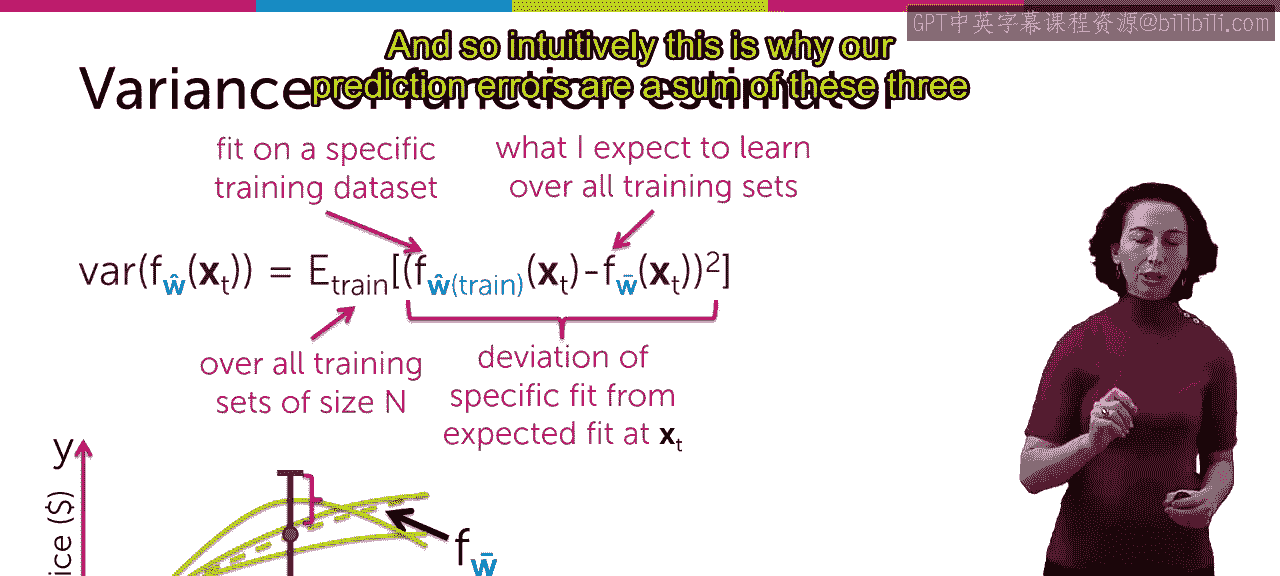 GPT中英字幕课程资源@bilibili.com
And so intuitively this is why our
prediction errors are a sum of these three
Variance of function estimator
fit on a specific
training dataset
what I expect to learn
over all training sets
var(fŵ(xt)) = Etrain[(fŵ(train)(xt)-fw̄(xt))²]
over all training
sets of size N
deviation of
specific fit from
expected fit at xt
y
fw̄